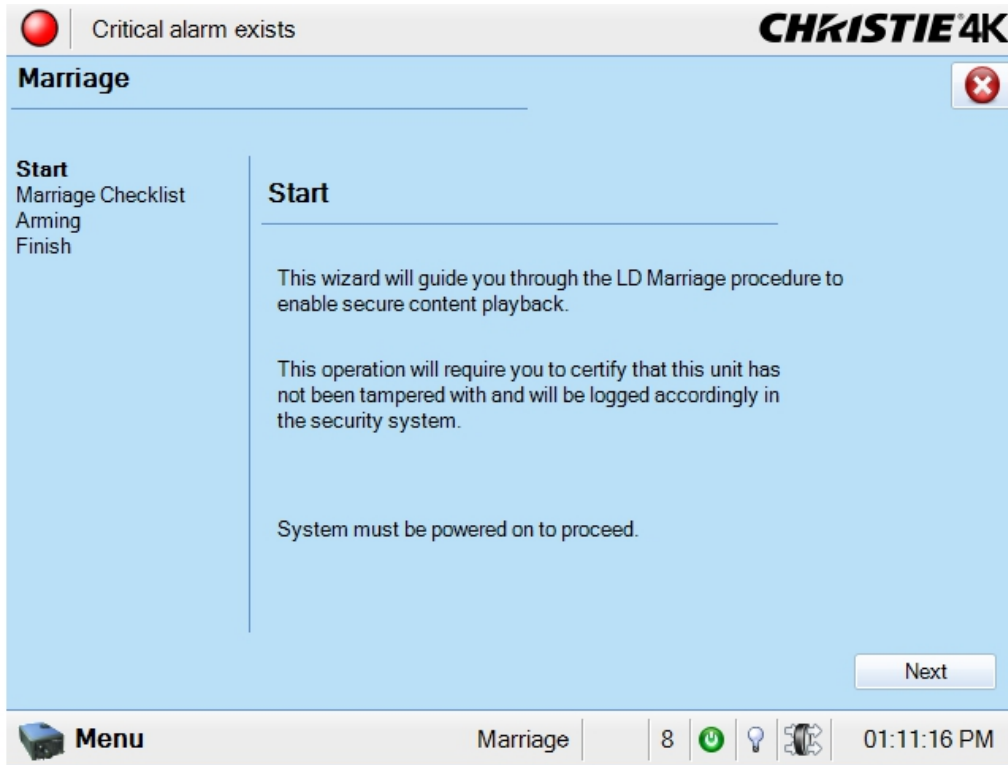 Critical alarm exists
CHRISTIE 4K
Marriage
Start
Marriage Checklist
Arming
Finish
Start
This wizard will guide you through the LD Marriage procedure to
enable secure content playback.
This operation will require you to certify that this unit has
not been tampered with and will be logged accordingly in
the security system.
System must be powered on to proceed.
Next
Menu
Marriage
8
01:11:16 PM